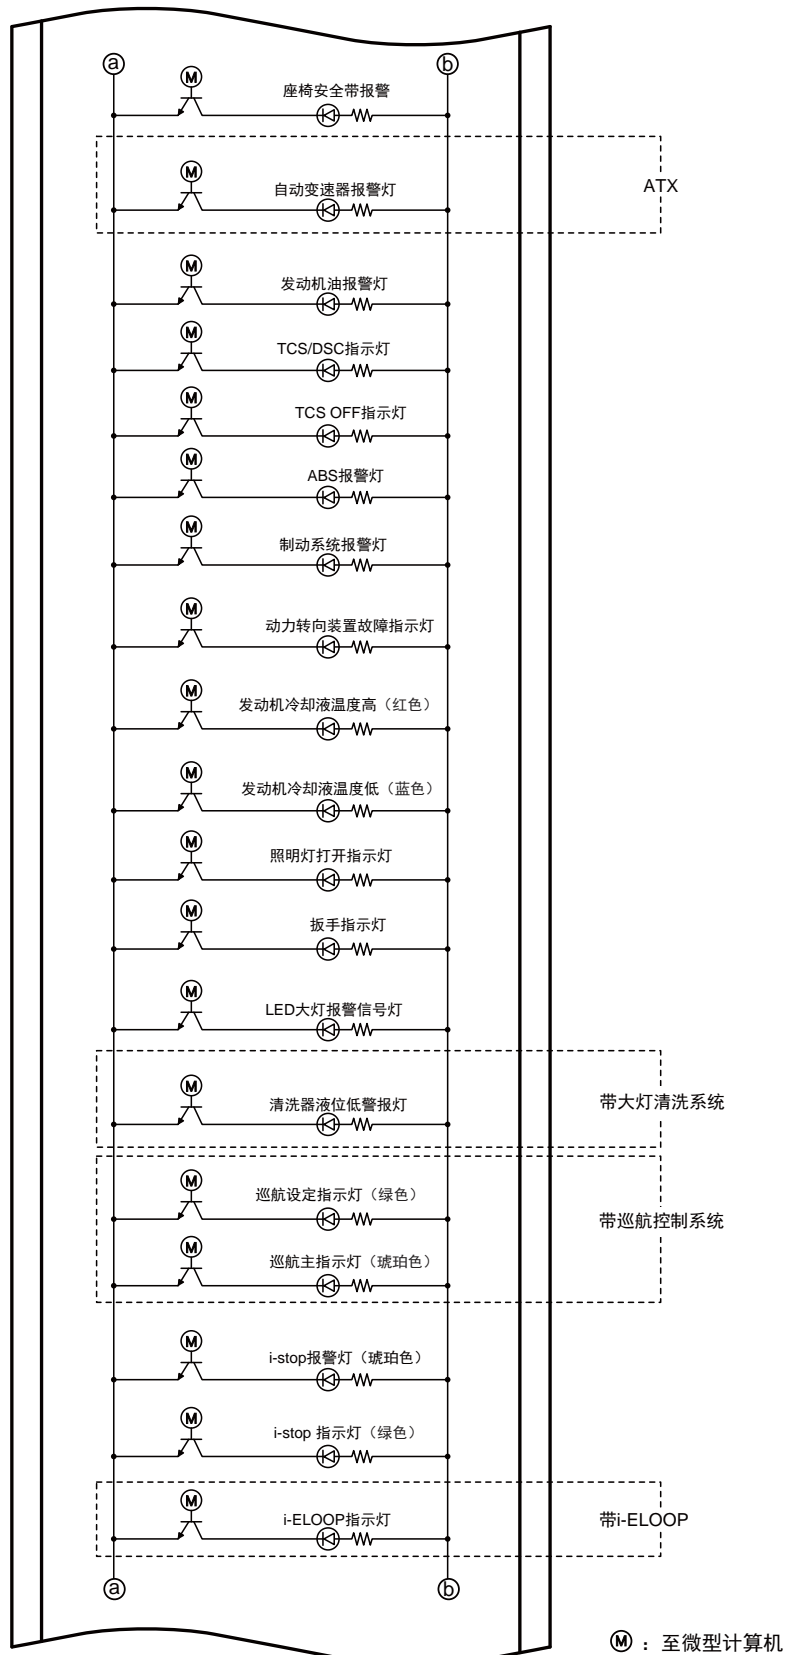 ⓐ ⓑ
Ⓜ
座椅安全带报警
Ⓜ
自动变速器报警灯
ATX
Ⓜ
发动机油报警灯
Ⓜ
TCS/DSC指示灯
Ⓜ
TCS OFF指示灯
Ⓜ
ABS报警灯
Ⓜ
制动系统报警灯
Ⓜ
动力转向装置故障指示灯
Ⓜ
发动机冷却液温度高（红色）
Ⓜ
发动机冷却液温度低（蓝色）
Ⓜ
照明灯打开指示灯
Ⓜ
扳手指示灯
Ⓜ
LED大灯报警信号灯
Ⓜ
清洗器液位低警报灯
带大灯清洗系统
Ⓜ
巡航设定指示灯（绿色）
带巡航控制系统
Ⓜ
巡航主指示灯（琥珀色）
Ⓜ
i-stop报警灯（琥珀色）
Ⓜ
i-stop 指示灯（绿色）
Ⓜ
i-ELOOP指示灯
带i-ELOOP
ⓐ ⓑ
Ⓜ ：至微型计算机